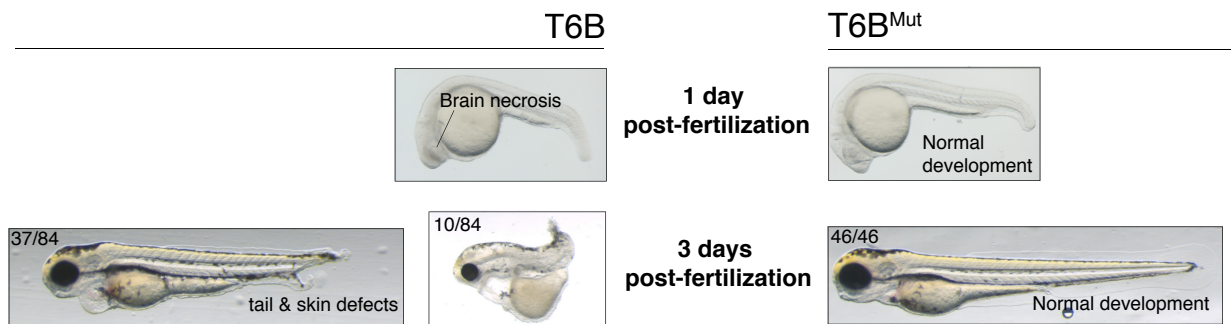 T6B
T6BMut
Brain necrosis
1 day
post-fertilization
Normal
development
37/84
tail & skin defects
10/84
3 days
post-fertilization
46/46
Normal development